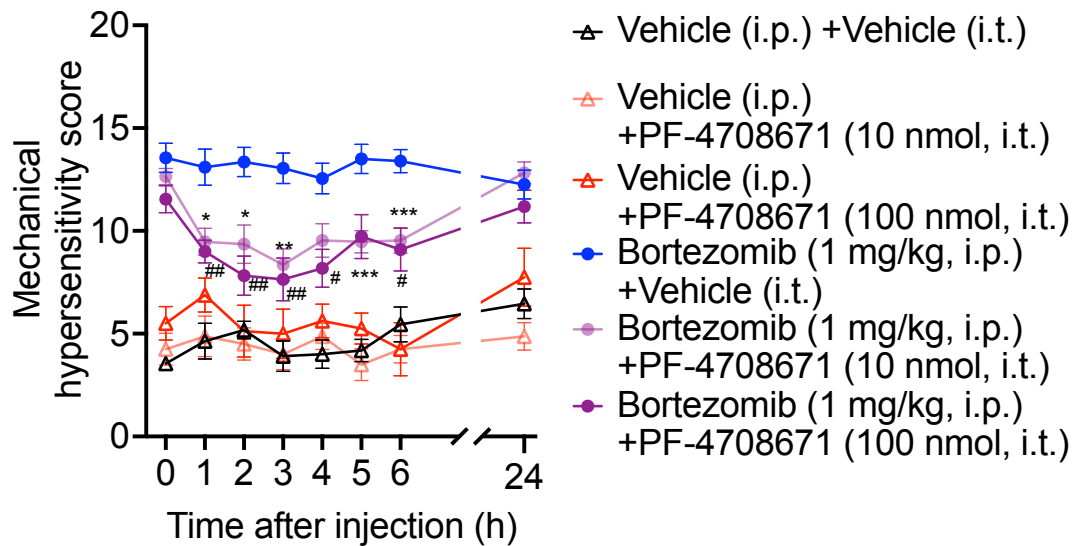 Mechanical
hypersensitivity score
20
15
10
5
0
* * ** *** ***
## ## ## # #
0 1 2 3 4 5 6 24
Time after injection (h)
Vehicle (i.p.) +Vehicle (i.t.)
Vehicle (i.p.)
+PF-4708671 (10 nmol, i.t.)
Vehicle (i.p.)
+PF-4708671 (100 nmol, i.t.)
Bortezomib (1 mg/kg, i.p.)
+Vehicle (i.t.)
Bortezomib (1 mg/kg, i.p.)
+PF-4708671 (10 nmol, i.t.)
Bortezomib (1 mg/kg, i.p.)
+PF-4708671 (100 nmol, i.t.)